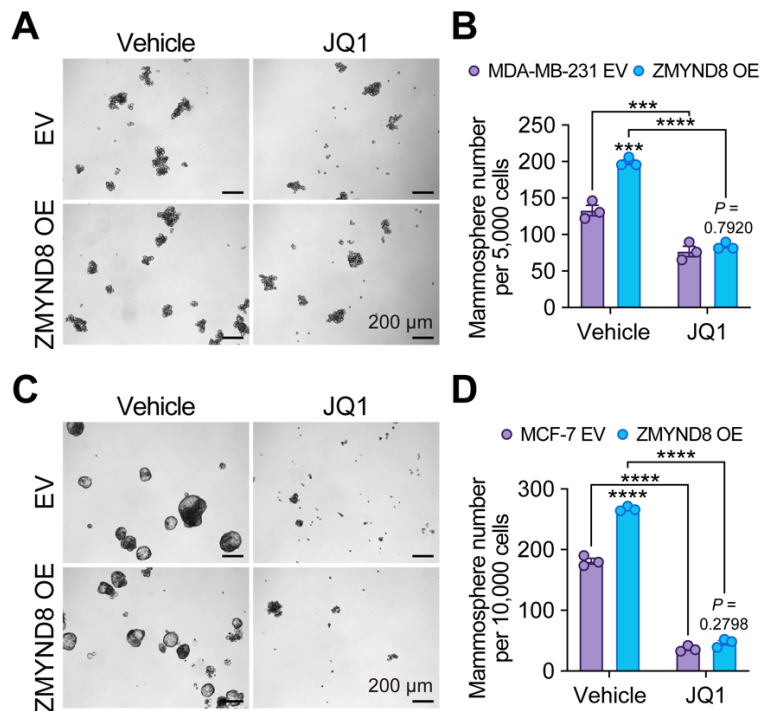 A
Vehicle JQ1
EV
ZMYND8 OE
200 µm
B
MDA-MB-231 EV ZMYND8 OE
***
****
***
P =
0.7920
Mammosphere number
per 5,000 cells
250
200
150
100
50
0
Vehicle JQ1
C
Vehicle JQ1
EV
ZMYND8 OE
200 µm
D
MCF-7 EV ZMYND8 OE
****
****
****
P =
0.2798
Mammosphere number
per 10,000 cells
300
200
100
0
Vehicle JQ1